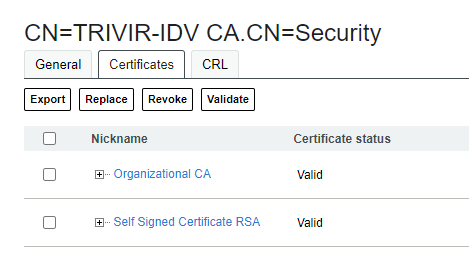 CN=TRIVIR-IDV CA.CN=Security
General Certificates CRL
Export Replace Revoke Validate
Nickname Certificate status
Organizational CA Valid
Self Signed Certificate RSA Valid